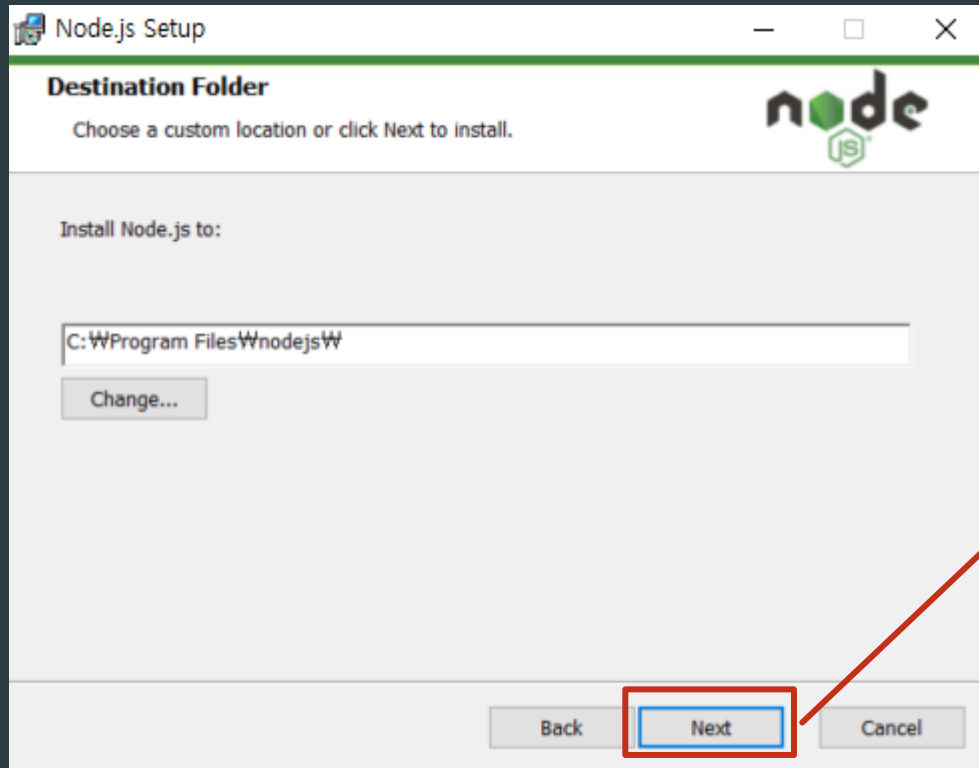 Node.js Setup
Destination Folder
node
JS
Choose a custom location or click Next to install.
Install Node.js to:
C:₩Program Files₩nodejs₩
Change...
Back Next Cancel